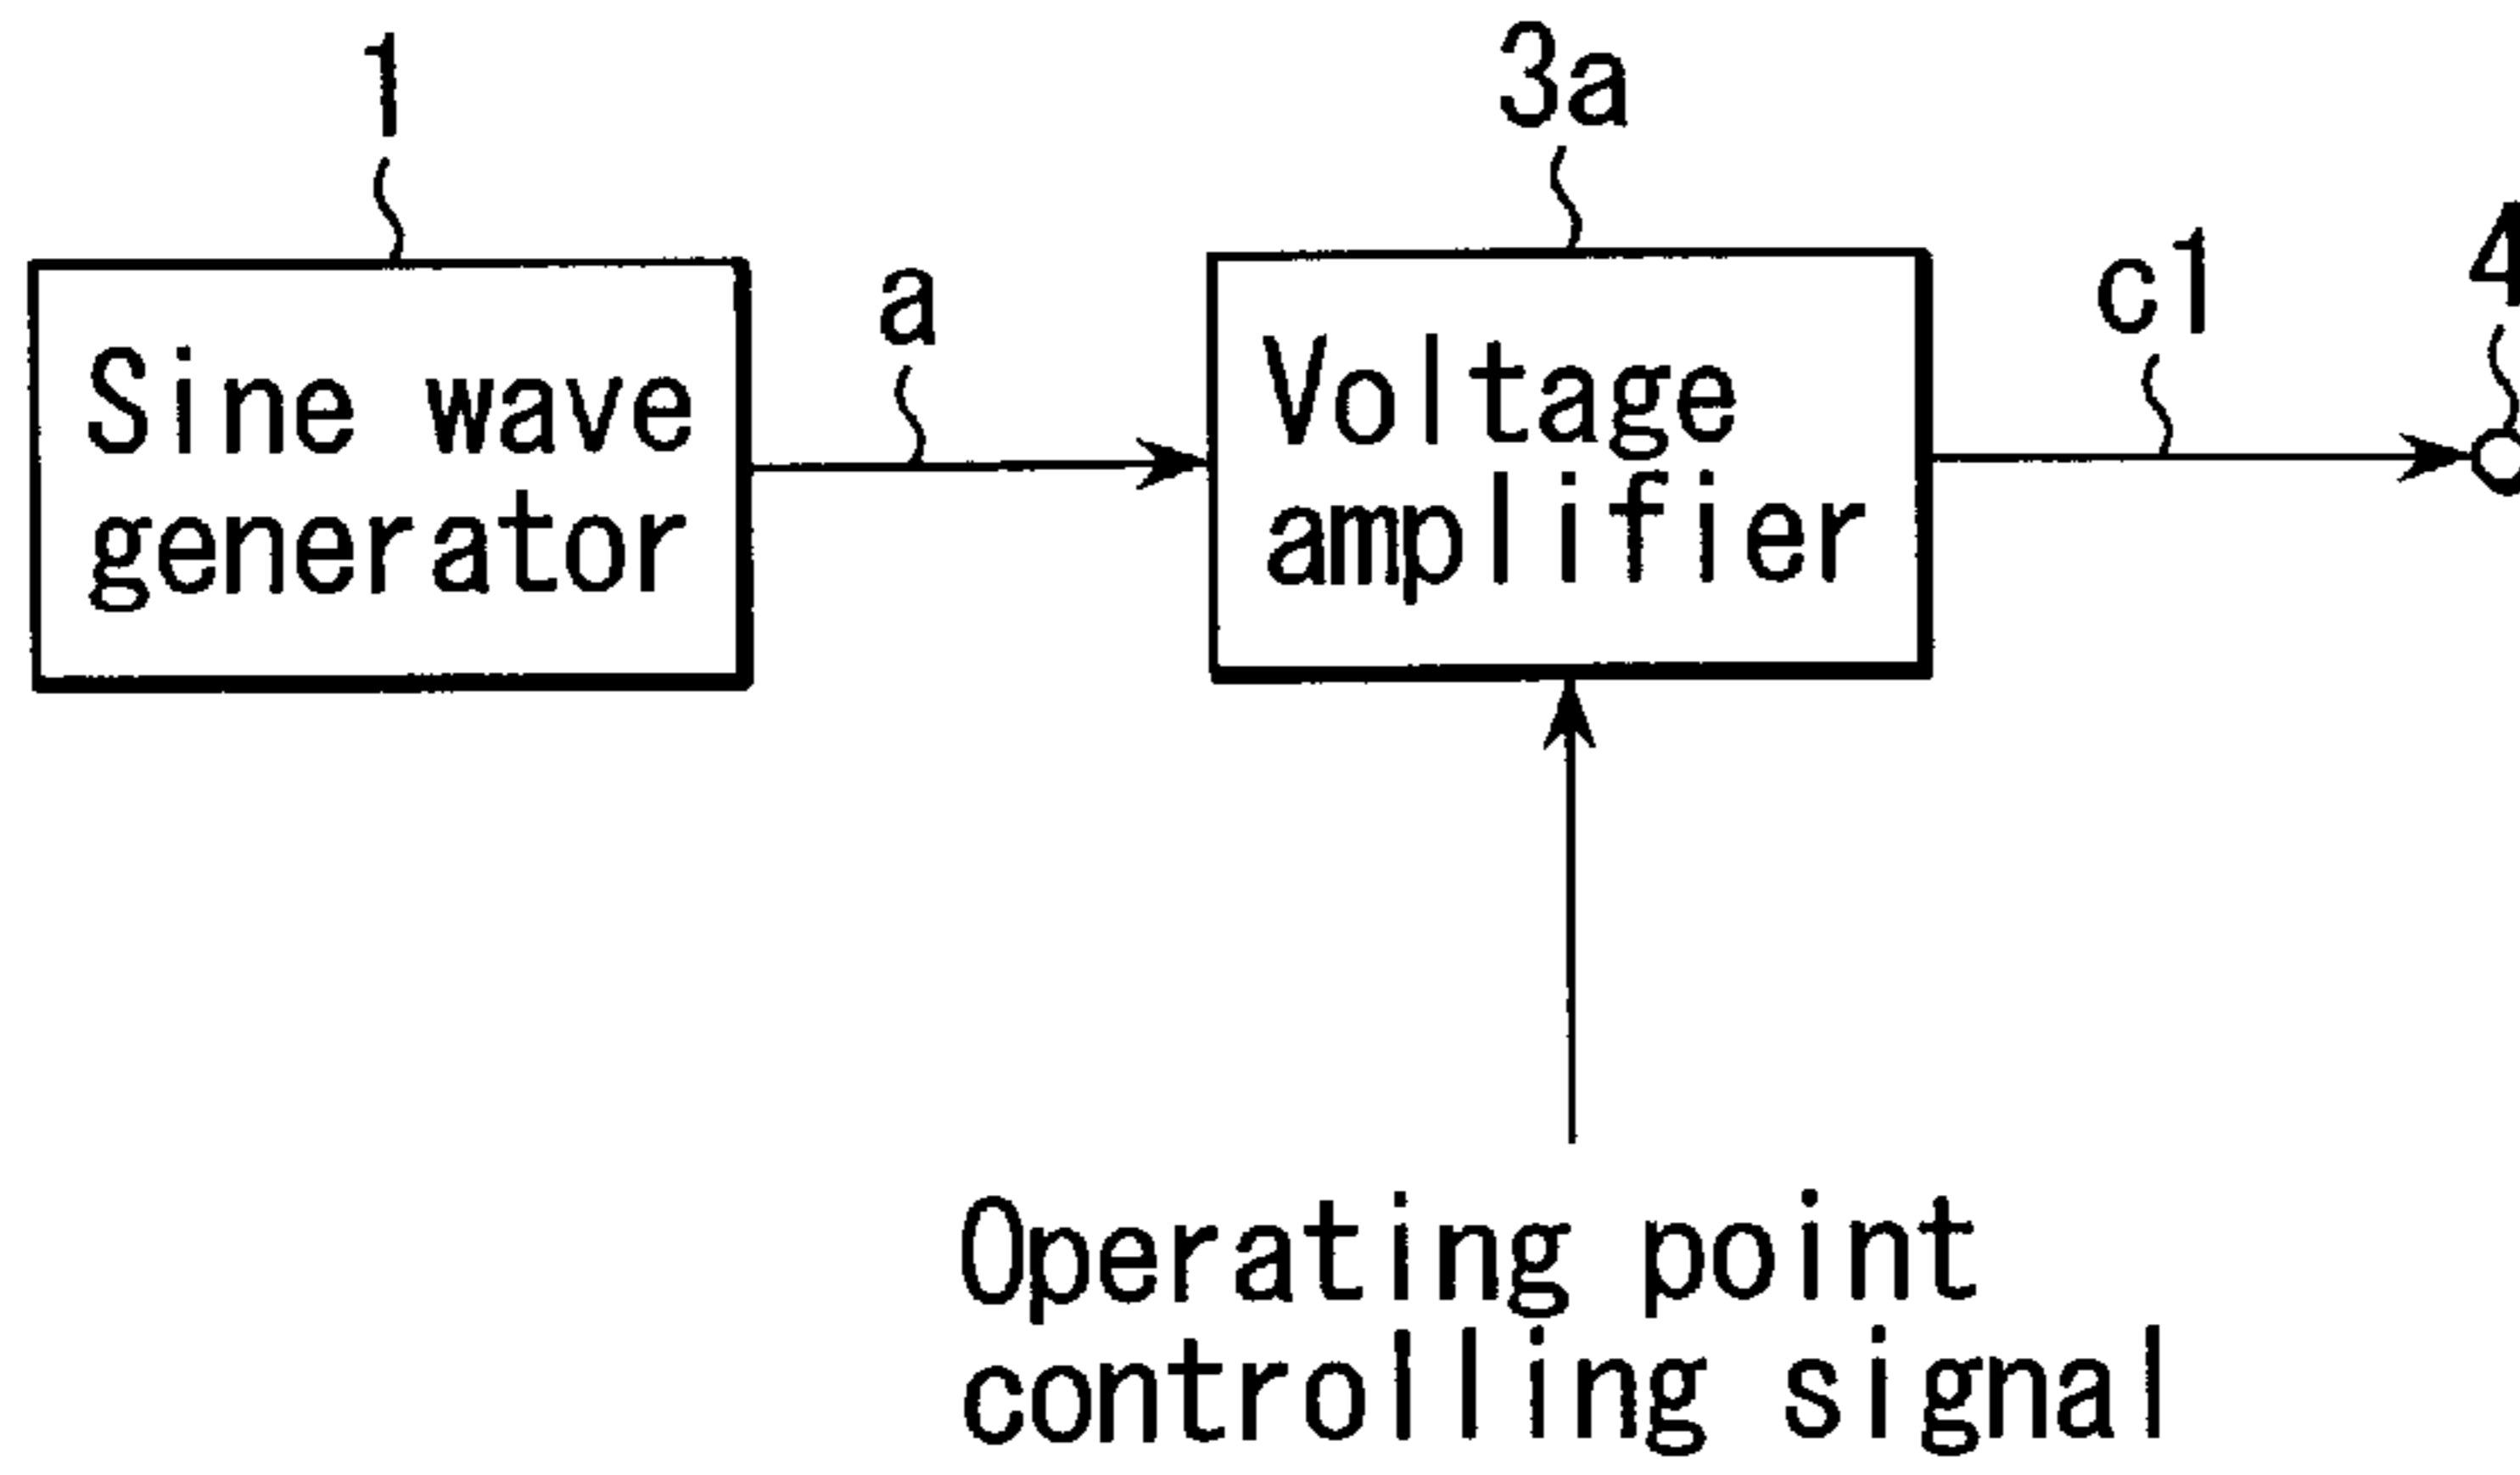 1
3a
a
c1
4
Sine wave
generator
Voltage
amplifier
Operating point
controlling signal